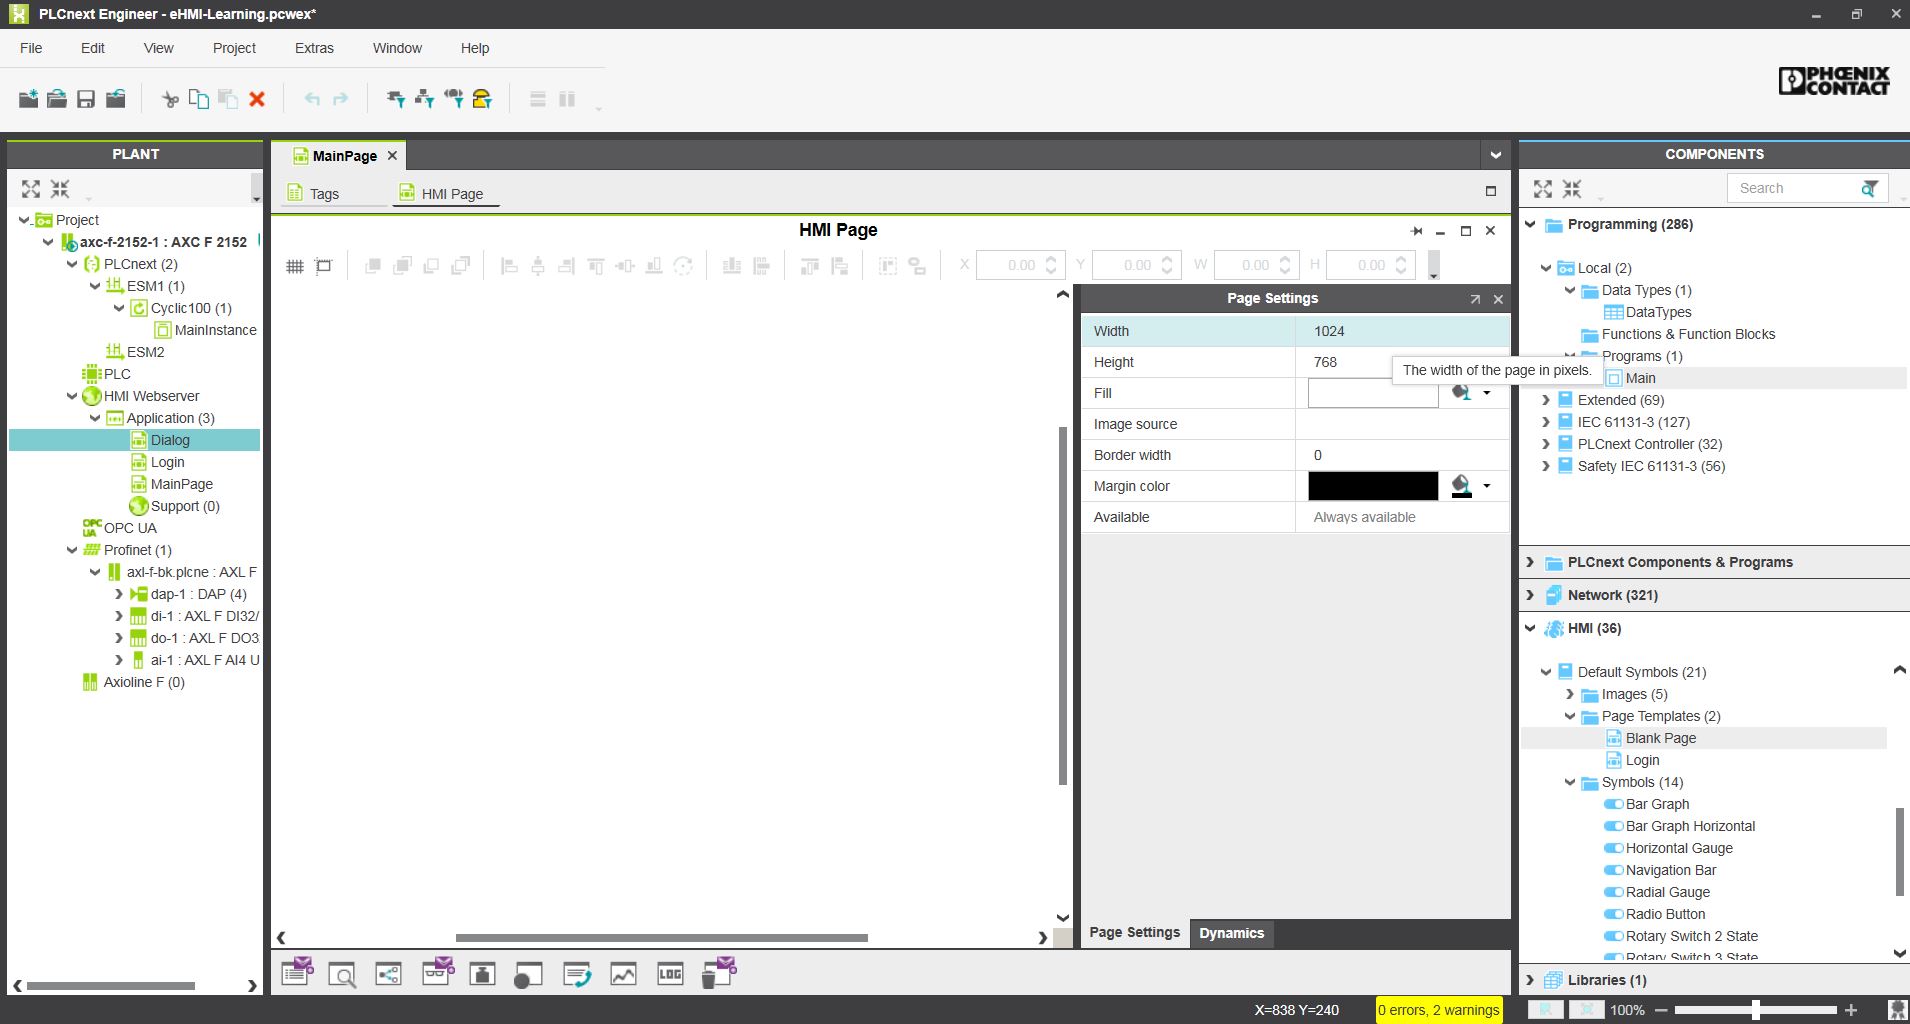 PLCnext Engineer - eHMI-Learning.pcwex*
File Edit View Project Extras Window Help
PHŒNIX
CONTACT
PLANT
Project
axc-f-2152-1 : AXC F 2152
PLCnext (2)
ESM1 (1)
Cyclic100 (1)
MainInstance
ESM2
PLC
HMI Webserver
Application (3)
Dialog
Login
MainPage
Support (0)
OPC UA OPC UA
Profinet (1)
axl-f-bk.plcne : AXL F
dap-1 : DAP (4)
di-1 : AXL F DI32/
do-1 : AXL F DO3
ai-1 : AXL F AI4 U
Axioline F (0)
MainPage
Tags HMI Page
HMI Page
X 0.00 Y 0.00 W 0.00 H 0.00
Page Settings
Width 1024
Height 768
The width of the page in pixels.
Fill
Image source
Border width 0
Margin color
Available Always available
Page Settings Dynamics
LOG
COMPONENTS
Search
Programming (286)
Local (2)
Data Types (1)
DataTypes
Functions & Function Blocks
Programs (1)
Main
Extended (69)
IEC 61131-3 (127)
PLCnext Controller (32)
Safety IEC 61131-3 (56)
PLCnext Components & Programs
Network (321)
HMI (36)
Default Symbols (21)
Images (5)
Page Templates (2)
Blank Page
Login
Symbols (14)
Bar Graph
Bar Graph Horizontal
Horizontal Gauge
Navigation Bar
Radial Gauge
Radio Button
Rotary Switch 2 State
Rotary Switch 3 State
Libraries (1)
X=838 Y=240 0 errors, 2 warnings 100%